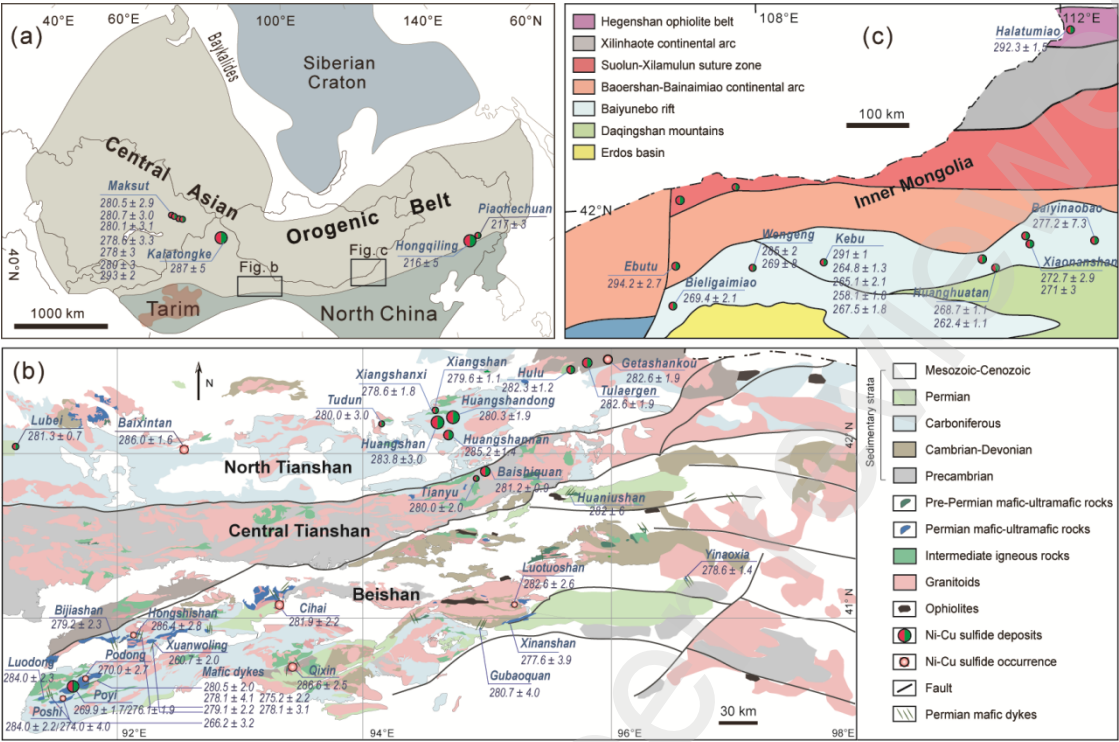 40°E
60°E
80°E
100°E
120°E
140°E
60°N
(a)
Baykalides
Siberian
Craton
Central Asian
Orogenic Belt
Maksut
280.5 ± 2.9
280.7 ± 3.0
280.1 ± 3.1
278.6 ± 3.3
278 ± 3
280 ± 3
293 ± 2
Kalatongke
287 ± 5
Piaohechuan
217 ± 3
Hongqiling
216 ± 5
Fig. b
Fig. c
40°N
Tarim
North China
1000 km
Hegenshan ophiolite belt
Xilinhaote continental arc
Suolun-Xilamulun suture zone
Baoershan-Bainaimiao continental arc
Baiyunebo rift
Daqingshan mountains
Erdos basin
108°E
112°E
(c)
Halatumiao
292.3 ± 1.5
100 km
42°N
Inner Mongolia
Baiyinaobao
277.2 ± 7.3
Wengeng
285 ± 2
269 ± 8
Kebu
291 ± 1
264.8 ± 1.3
265.1 ± 2.1
258.1 ± 1.8
267.5 ± 1.8
Ebutu
294.2 ± 2.7
Bieligaimiao
269.4 ± 2.1
Xiaonanshan
272.7 ± 2.9
271 ± 3
Huanghuatan
268.7 ± 1.1
262.4 ± 1.1
(b)
N
Xiangshan
279.6 ± 1.1
Xiangshanxi
278.6 ± 1.8
Hulu
282.3 ±1.2
Getashankou
282.6 ± 1.9
Tulaergen
282.6 ± 1.9
Tudun
280.0 ± 3.0
Huangshandong
280.3 ± 1.9
Lubei
281.3 ± 0.7
Baixintan
286.0 ± 1.6
Huangshan
283.8 ±3.0
Huangshannan
285.2 ± 1.4
42°N
North Tianshan
Baishiquan
281.2 ± 0.9
Tianyu
280.0 ± 2.0
Huaniushan
282 ± 6
Central Tianshan
Yinaoxia
278.6 ± 1.4
Luotuoshan
282.6 ± 2.6
Beishan
41°N
Bijiashan
279.2 ± 2.3
Hongshishan
286.4 ± 2.8
Cihai
281.9 ± 2.2
Xuanwoling
260.7 ± 2.0
Xinanshan
277.6 ± 3.9
Luodong
284.0 ± 2.3
Podong
270.0 ± 2.7
Mafic dykes
280.5 ± 2.0
278.1 ± 4.1
279.1 ± 2.2
266.2 ± 3.2
275.2 ± 2.2
278.1 ± 3.1
Qixin
286.6 ± 2.5
Gubaoquan
280.7 ± 4.0
Poyi
269.9 ± 1.7/276.1 ± 1.9
Poshi
284.0 ± 2.2/274.0 ± 4.0
30 km
92°E
94°E
96°E
98°E
Sedimentary strata
Mesozoic-Cenozoic
Permian
Carboniferous
Cambrian-Devonian
Precambrian
Pre-Permian mafic-ultramafic rocks
Permian mafic-ultramafic rocks
Intermediate igneous rocks
Granitoids
Ophiolites
Ni-Cu sulfide deposits
Ni-Cu sulfide occurrence
Fault
Permian mafic dykes